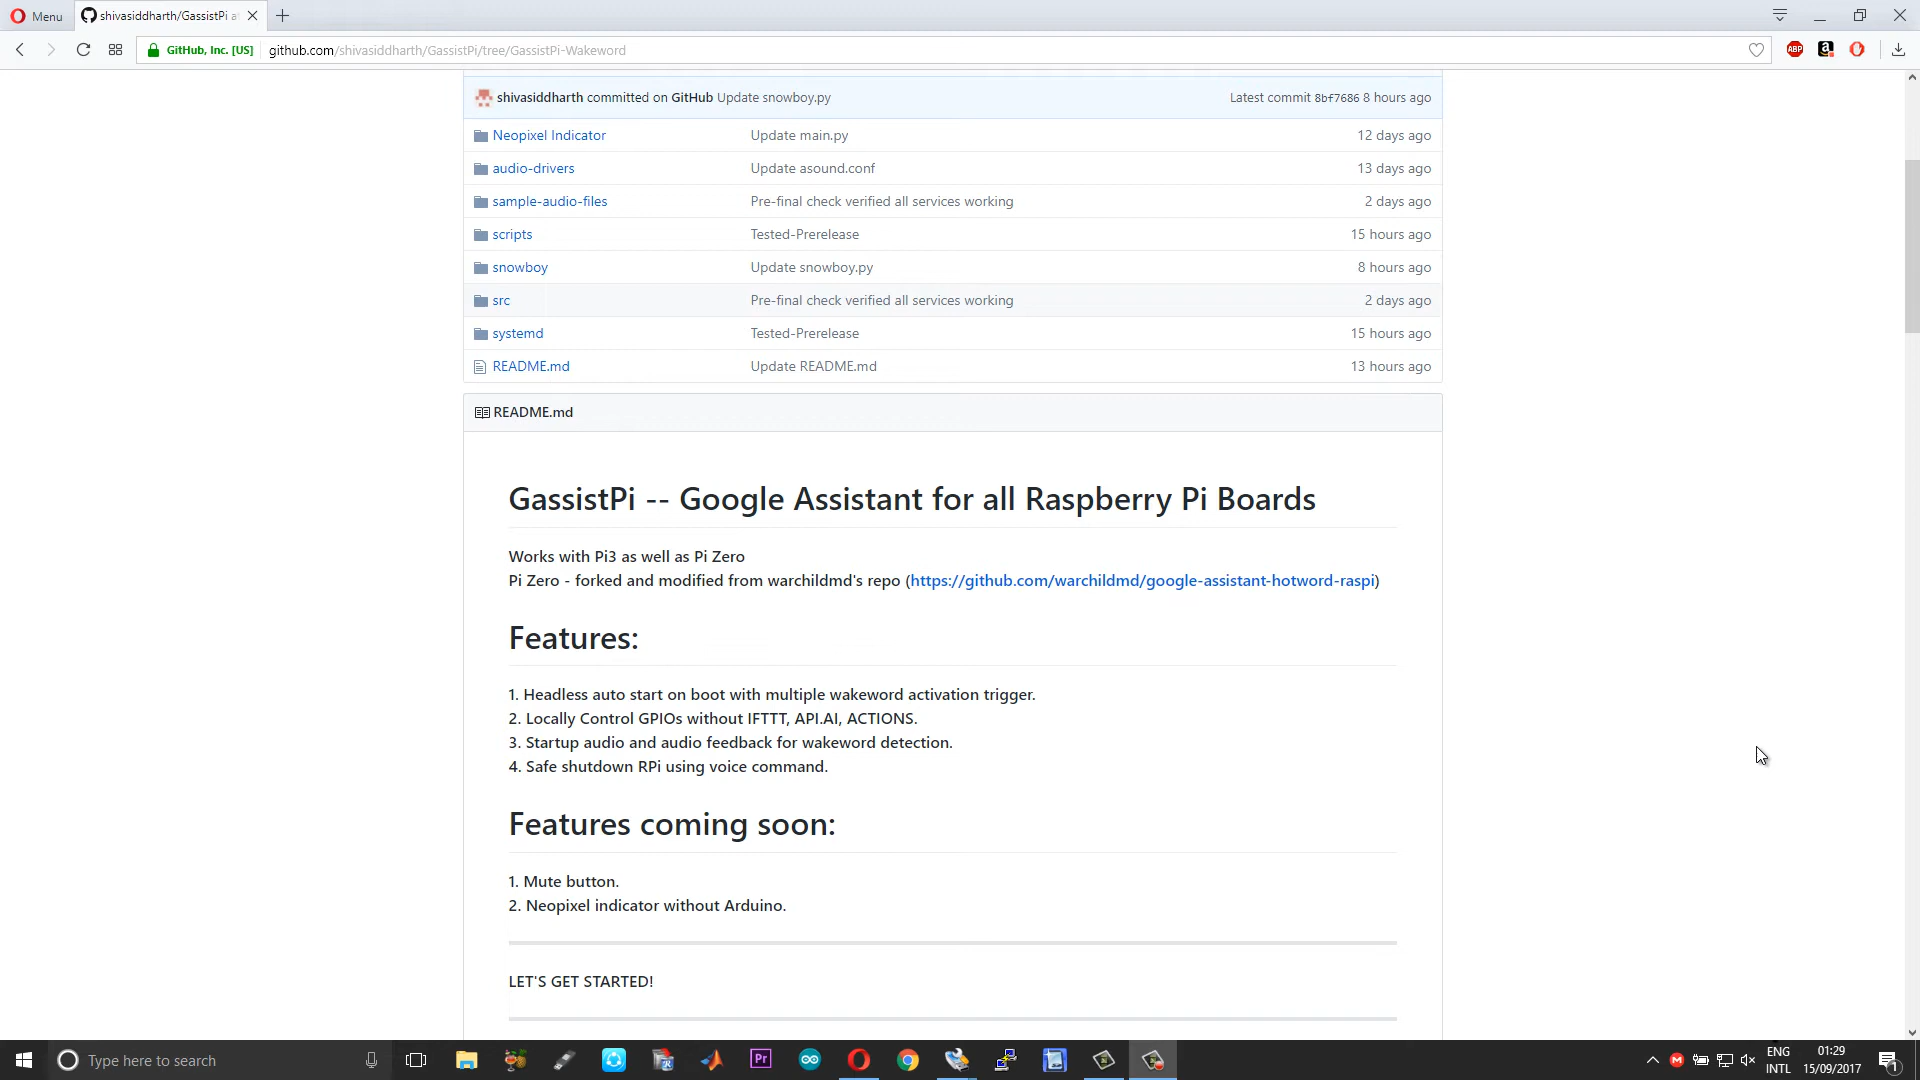 Menu
shivasiddharth/GassistPi a
GitHub, Inc. [US]
github.com/shivasiddharth/GassistPi/tree/GassistPi-Wakeword
ABP
shivasiddharth committed on GitHub Update snowboy.py
Latest commit 8bf7686 8 hours ago
Neopixel Indicator Update main.py 12 days ago
audio-drivers Update asound.conf 13 days ago
sample-audio-files Pre-final check verified all services working 2 days ago
scripts Tested-Prerelease 15 hours ago
snowboy Update snowboy.py 8 hours ago
src Pre-final check verified all services working 2 days ago
systemd Tested-Prerelease 15 hours ago
README.md Update README.md 13 hours ago
README.md
GassistPi -- Google Assistant for all Raspberry Pi Boards
Works with Pi3 as well as Pi Zero
Pi Zero - forked and modified from warchildmd's repo (https://github.com/warchildmd/google-assistant-hotword-raspi)
Features:
1. Headless auto start on boot with multiple wakeword activation trigger.
2. Locally Control GPIOs without IFTTT, API.AI, ACTIONS.
3. Startup audio and audio feedback for wakeword detection.
4. Safe shutdown RPi using voice command.
Features coming soon:
1. Mute button.
2. Neopixel indicator without Arduino.
LET'S GET STARTED!
Type here to search
Pr
ENG
INTL
01:29
15/09/2017
1